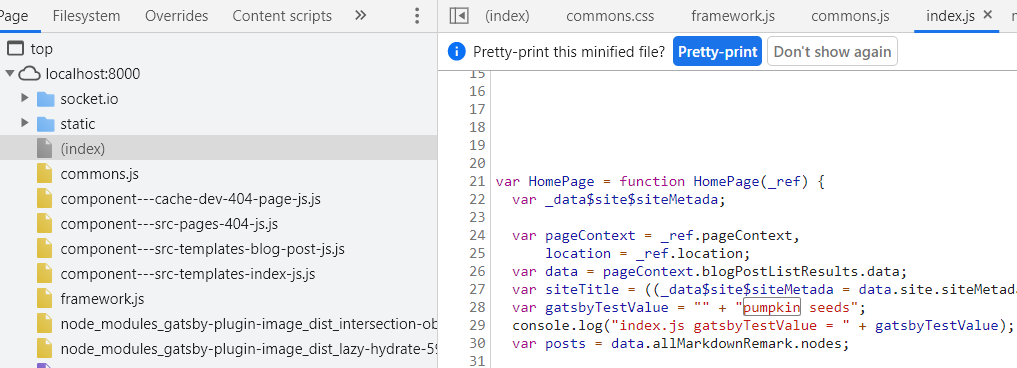 Page Filesystem Overrides Content scripts » ⋮
top
localhost:8000
socket.io
static
(index)
commons.js
component---cache-dev-404-page-js.js
component---src-pages-404-js.js
component---src-templates-blog-post-js.js
component---src-templates-index-js.js
framework.js
node_modules_gatsby-plugin-image_dist_intersection-ob
node_modules_gatsby-plugin-image_dist_lazy-hydrate-59
(index) commons.css framework.js commons.js index.js ×
Pretty-print this minified file? Pretty-print Don't show again
15
16
17
18
19
20
21 var HomePage = function HomePage(_ref) {
22 var _data$site$siteMetada;
23
24 var pageContext = _ref.pageContext,
25 location = _ref.location;
26 var data = pageContext.blogPostListResults.data;
27 var siteTitle = ((_data$site$siteMetada = data.site.siteMetad
28 var gatsbyTestValue = "" + "pumpkin seeds";
29 console.log("index.js gatsbyTestValue = " + gatsbyTestValue);
30 var posts = data.allMarkdownRemark.nodes;
31